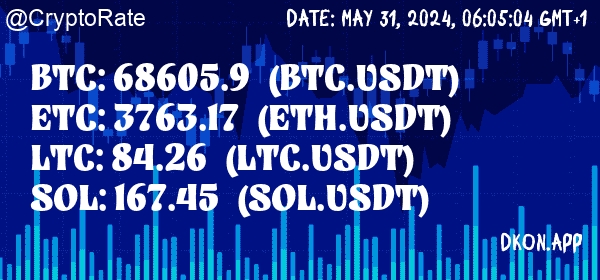 @CryptoRate
DATE: MAY 31, 2024, 06:05:04 GMT+1
BTC: 68605.9 (BTC.USDT)
ETC: 3763.17 (ETH.USDT)
LTC: 84.26 (LTC.USDT)
SOL: 167.45 (SOL.USDT)
DKON.APP